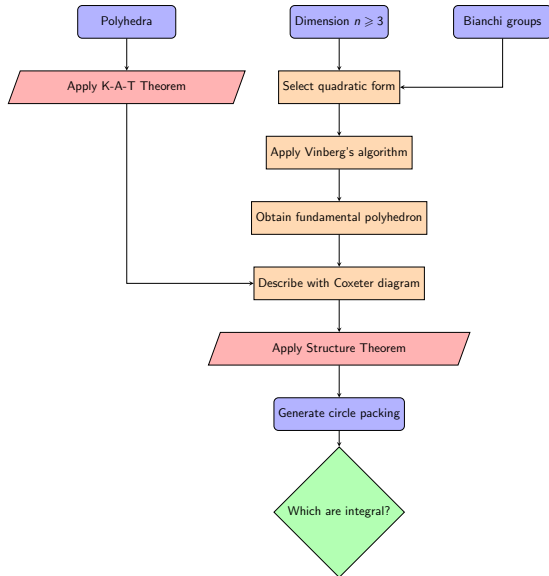 Polyhedra
Dimension n ⩾ 3
Bianchi groups
Apply K-A-T Theorem
Select quadratic form
Apply Vinberg's algorithm
Obtain fundamental polyhedron
Describe with Coxeter diagram
Apply Structure Theorem
Generate circle packing
Which are integral?